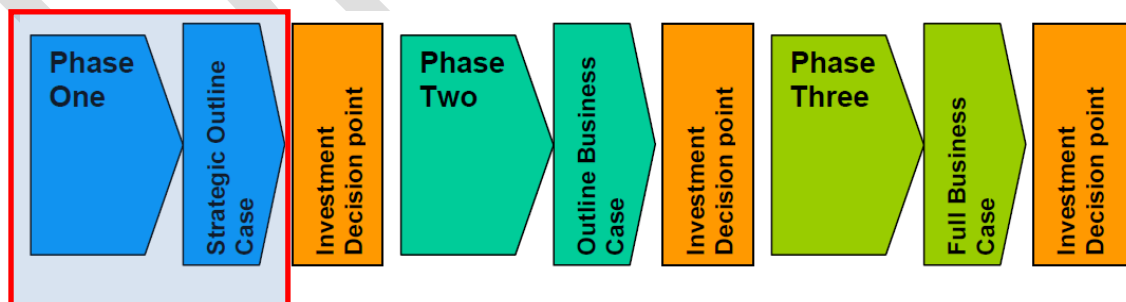 Phase
One
Strategic Outline
Case
Investment
Decision point
Phase
Two
Outline Business
Case
Investment
Decision point
Phase
Three
Full Business
Case
Investment
Decision point